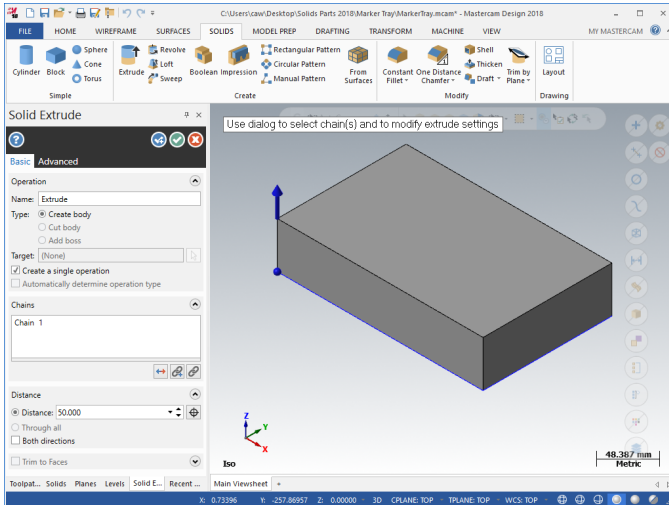 C:\Users\caw\Desktop\Solids Parts 2018\Marker Tray\MarkerTray.mcam* - Mastercam Design 2018
FILE HOME WIREFRAME SURFACES SOLIDS MODEL PREP DRAFTING TRANSFORM MACHINE VIEW MY MASTERCAM
Cylinder Block Sphere Cone Torus
Simple
Extrude Revolve Loft Sweep Boolean Impression Rectangular Pattern Circular Pattern Manual Pattern From Surfaces
Create
Constant Fillet One Distance Chamfer Shell Thicken Draft Trim by Plane
Modify
Layout
Drawing
Solid Extrude
Use dialog to select chain(s) and to modify extrude settings
Basic Advanced
Operation
Name: Extrude
Type: Create body
Cut body
Add boss
Target: (None)
Create a single operation
Automatically determine operation type
Chains
Chain 1
Distance
Distance: 50.000
Through all
Both directions
Trim to Faces
Z
Y
X
Iso
48.387 mm
Metric
Toolpat... Solids Planes Levels Solid E... Recent ... Main Viewsheet +
X: 0.73396 Y: -257.86957 Z: 0.00000 3D CPLANE: TOP TPLANE: TOP WCS: TOP